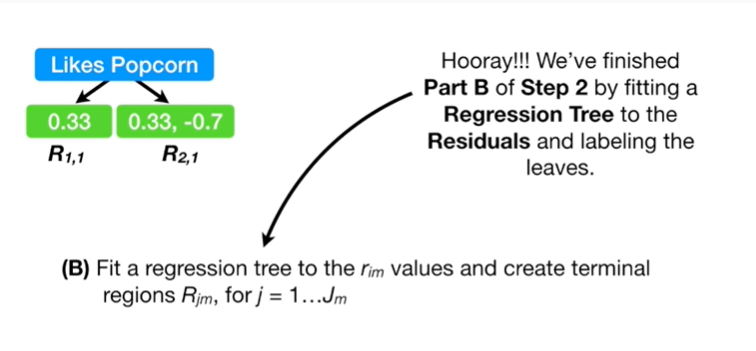 Likes Popcorn
0.33
0.33, -0.7
R1,1
R2,1
Hooray!!! We’ve finished
Part B of Step 2 by fitting a
Regression Tree to the
Residuals and labeling the
leaves.
(B) Fit a regression tree to the rim values and create terminal
regions Rjm, for j = 1…Jm